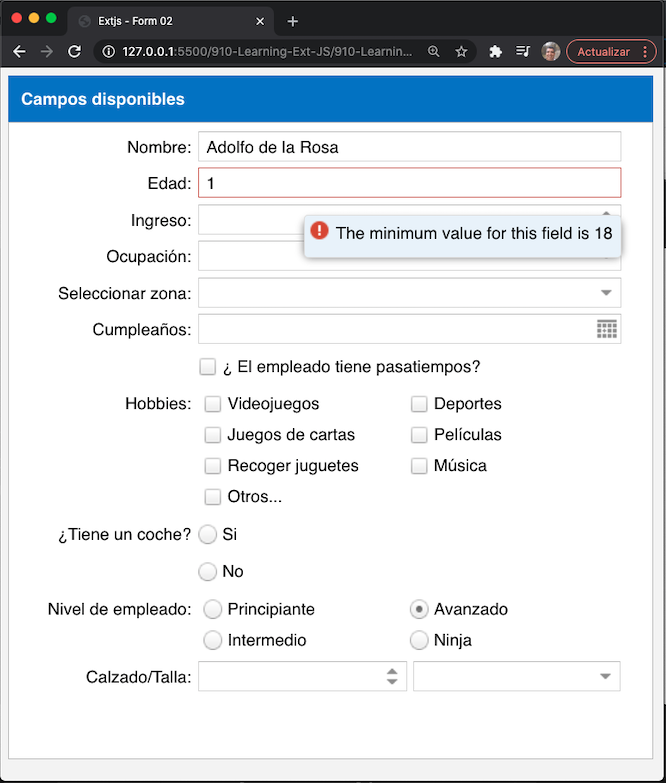 Extjs - Form 02
127.0.0.1:5500/910-Learning-Ext-JS/910-Learnin...
Actualizar
Campos disponibles
Nombre: Adolfo de la Rosa
Edad: 1
Ingreso:
The minimum value for this field is 18
Ocupación:
Seleccionar zona:
Cumpleaños:
¿ El empleado tiene pasatiempos?
Hobbies: Videojuegos Deportes
Juegos de cartas Películas
Recoger juguetes Música
Otros...
¿Tiene un coche? Si
No
Nivel de empleado: Principiante Avanzado
Intermedio Ninja
Calzado/Talla: